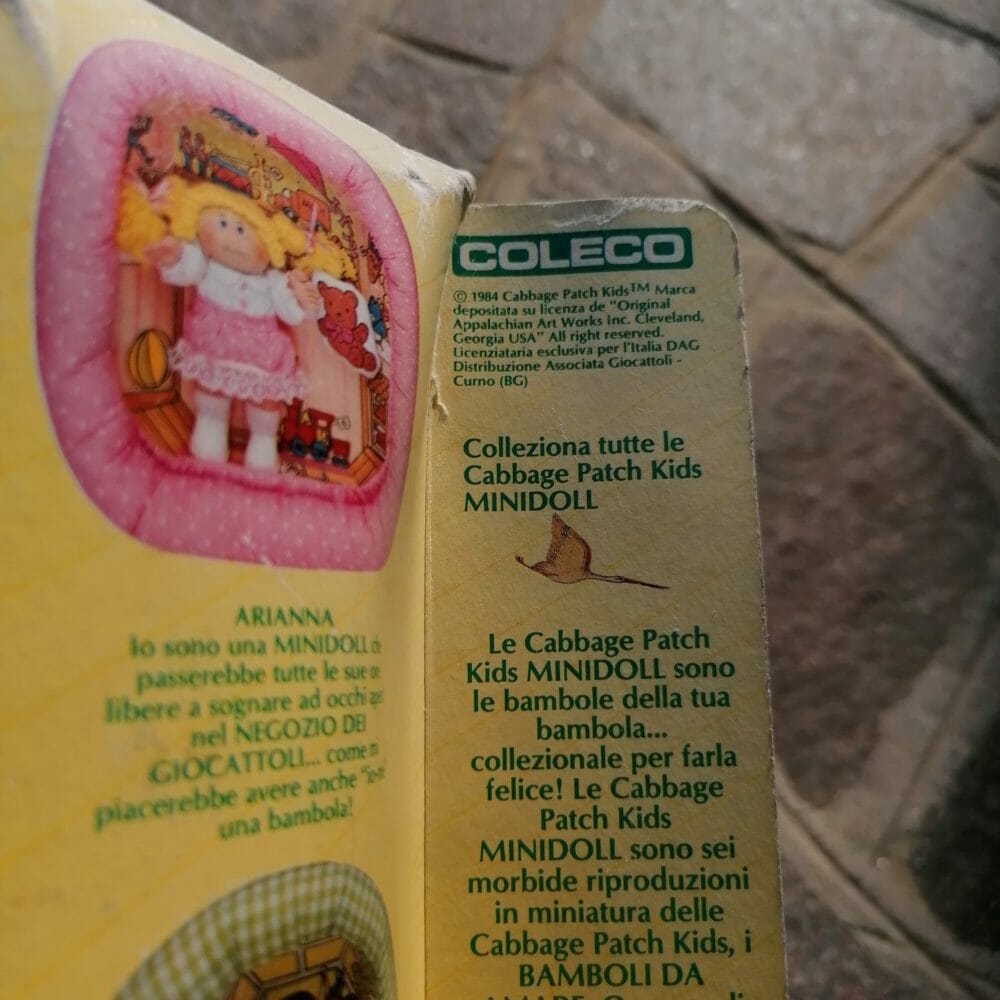 ARIANNA
Io sono una MINIDOLL
passerebbe tutte le sue
libere a sognare ad occhi
nel NEGOZIO DEI
GIOCATTOLI... come
piacerebbe avere anche
una bambola!
COLECO
© 1984 Cabbage Patch Kids™ Marca
depositata su licenza de "Original
Appalachian Art Works Inc. Cleveland,
Georgia USA" All right reserved.
Licenziataria esclusiva per l'Italia DAG
Distribuzione Associata Giocattoli -
Curno (BG)
Colleziona tutte le
Cabbage Patch Kids
MINIDOLL
Le Cabbage Patch
Kids MINIDOLL sono
le bambole della tua
bambola...
collezionale per farla
felice! Le Cabbage
Patch Kids
MINIDOLL sono sei
morbide riproduzioni
in miniatura delle
Cabbage Patch Kids, i
BAMBOLI DA